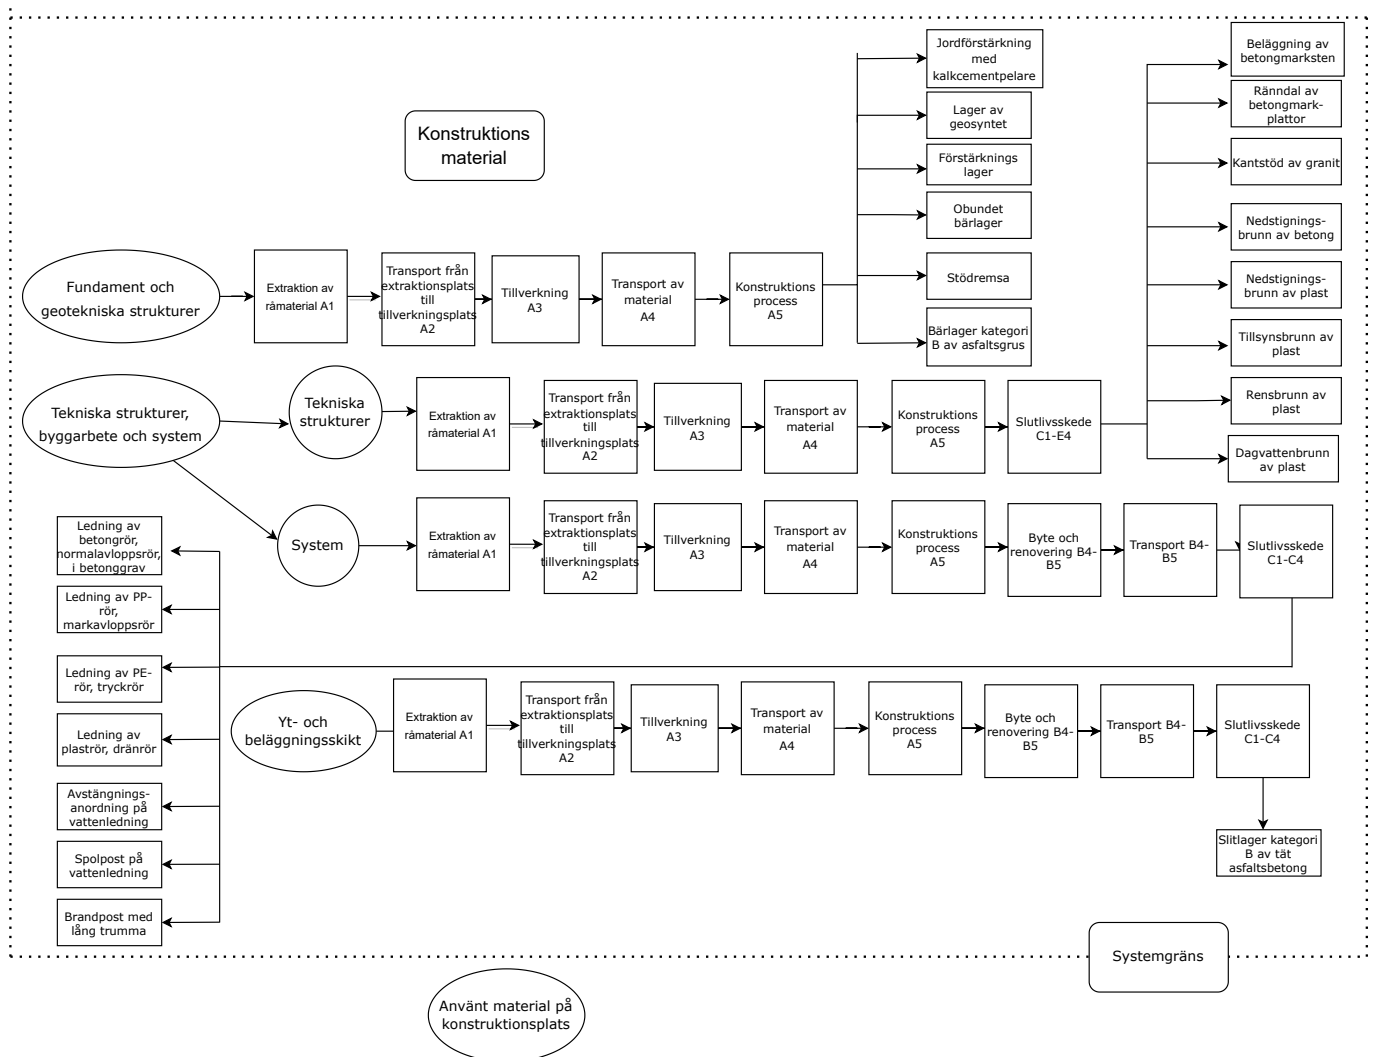 Konstruktions
material
Jordförstärkning
med
kalkcementpelare
Lager av
geosyntet
Förstärknings
lager
Obundet
bärlager
Stödremsa
Bärlager kategori
B av asfaltsgrus
Beläggning av
betongmarksten
Ränndal av
betongmark-
plattor
Kantstöd av granit
Nedstignings-
brunn av betong
Nedstignings-
brunn av plast
Tillsynsbrunn av
plast
Rensbrunn av
plast
Dagvattenbrunn
av plast
Fundament och
geotekniska strukturer
Extraktion av
råmaterial A1
Transport från
extraktionsplats
till
tillverkningsplats
A2
Tillverkning
A3
Transport av
material
A4
Konstruktions
process
A5
Tekniska strukturer,
byggarbete och system
Tekniska
strukturer
Extraktion av
råmaterial A1
Transport från
extraktionsplats
till
tillverkningsplats
A2
Tillverkning
A3
Transport av
material
A4
Konstruktions
process
A5
Slutlivsskede
C1-E4
System
Extraktion av
råmaterial A1
Transport från
extraktionsplats
till
tillverkningsplats
A2
Tillverkning
A3
Transport av
material
A4
Konstruktions
process
A5
Byte och
renovering B4-
B5
Transport B4-
B5
Slutlivsskede
C1-C4
Ledning av
betongrör,
normalavloppsrör,
i betonggrav
Ledning av PP-
rör,
markavloppsrör
Ledning av PE-
rör, tryckrör
Ledning av
plaströr, dränrör
Avstängnings-
anordning på
vattenledning
Spolpost på
vattenledning
Brandpost med
lång trumma
Yt- och
beläggningsskikt
Extraktion av
råmaterial A1
Transport från
extraktionsplats
till
tillverkningsplats
A2
Tillverkning
A3
Transport av
material
A4
Konstruktions
process
A5
Byte och
renovering B4-
B5
Transport B4-
B5
Slutlivsskede
C1-C4
Slitlager kategori
B av tät
asfaltsbetong
Systemgräns
Använt material på
konstruktionsplats